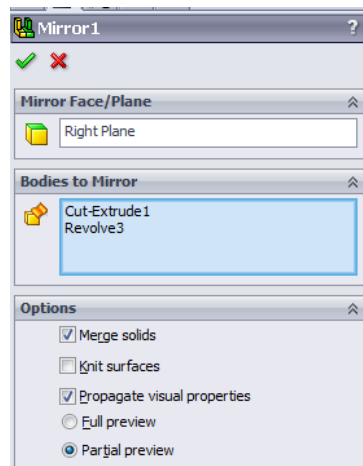 Mirror1 ?
Mirror Face/Plane
Right Plane
Bodies to Mirror
Cut-Extrude1
Revolve3
Options
Merge solids
Knit surfaces
Propagate visual properties
Full preview
Partial preview